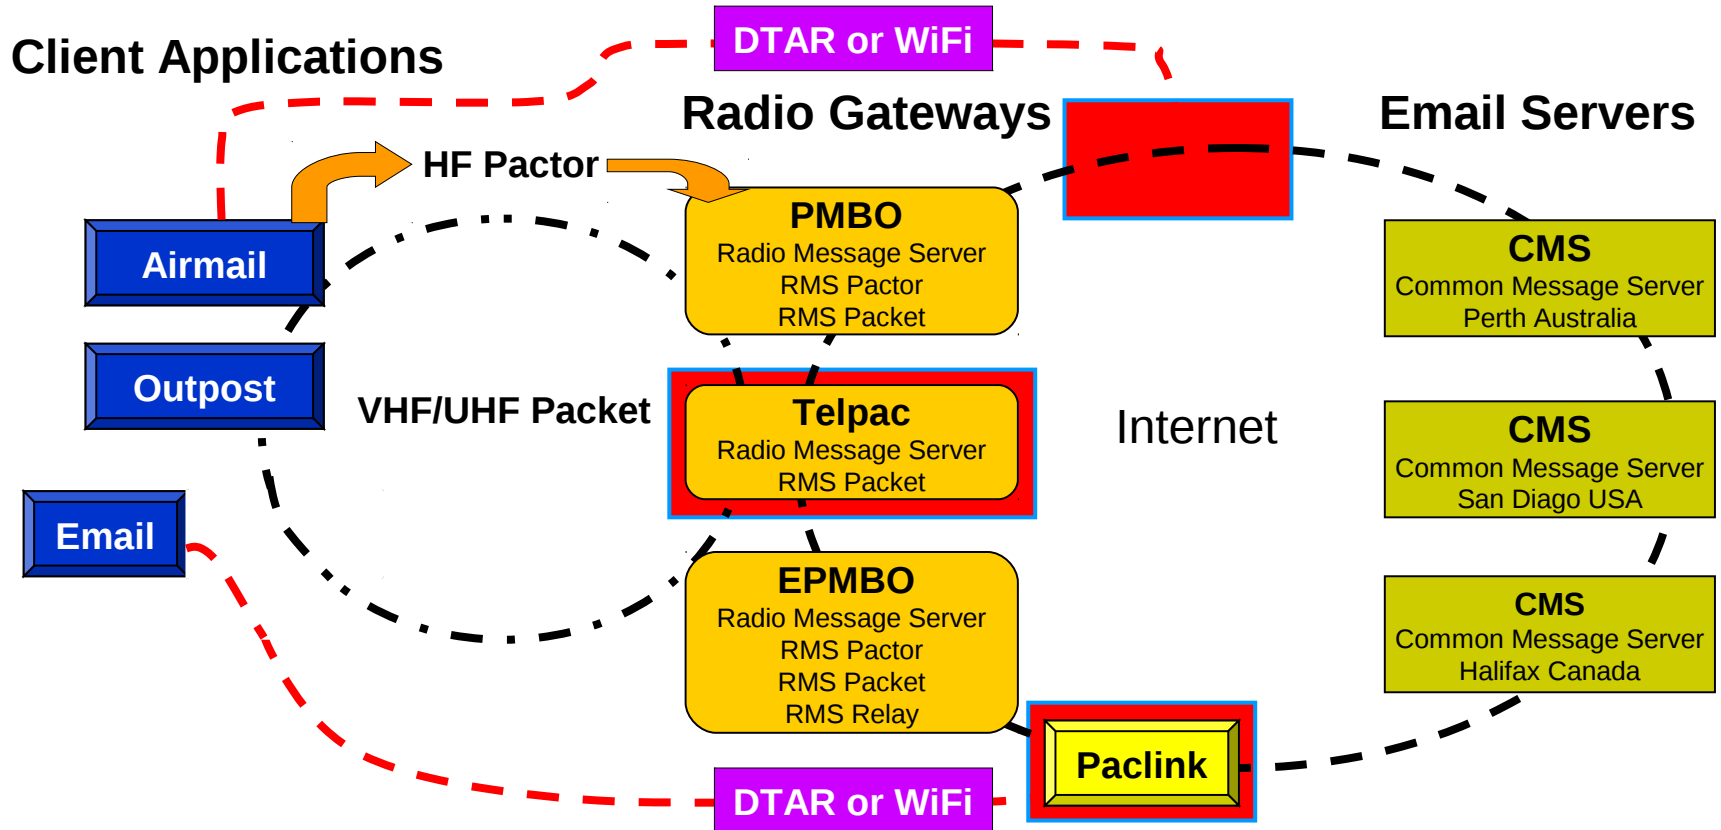 DTAR or WiFi
Client Applications
Radio Gateways
Email Servers
HF Pactor
PMBO
Radio Message Server
RMS Pactor
RMS Packet
CMS
Common Message Server
Perth Australia
Airmail
Outpost
VHF/UHF Packet
Telpac
Radio Message Server
RMS Packet
Internet
CMS
Common Message Server
San Diago USA
Email
EPMBO
Radio Message Server
RMS Pactor
RMS Packet
RMS Relay
CMS
Common Message Server
Halifax Canada
Paclink
DTAR or WiFi